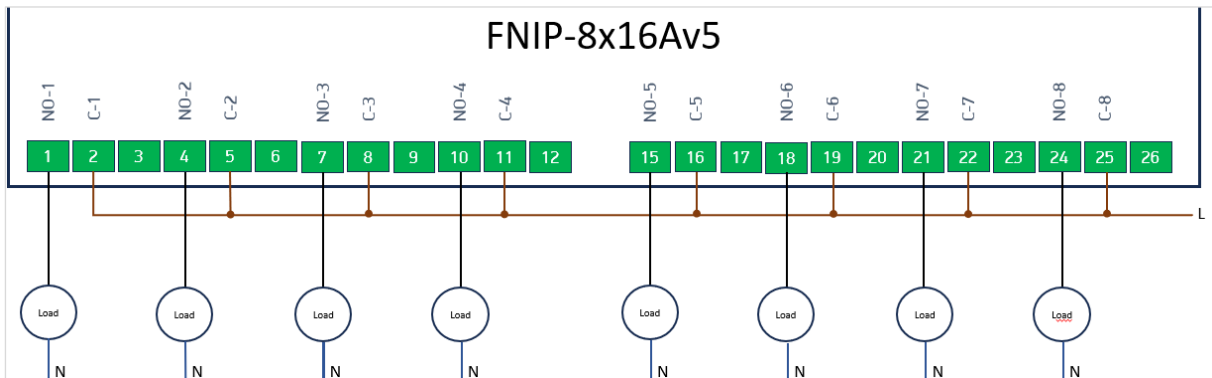 FNIP-8x16Av5
NO-1 C-1 NO-2 C-2 NO-3 C-3 NO-4 C-4 NO-5 C-5 NO-6 C-6 NO-7 C-7 NO-8 C-8
1 2 3 4 5 6 7 8 9 10 11 12 15 16 17 18 19 20 21 22 23 24 25 26
L
Load Load Load Load Load Load Load Load
N N N N N N N N